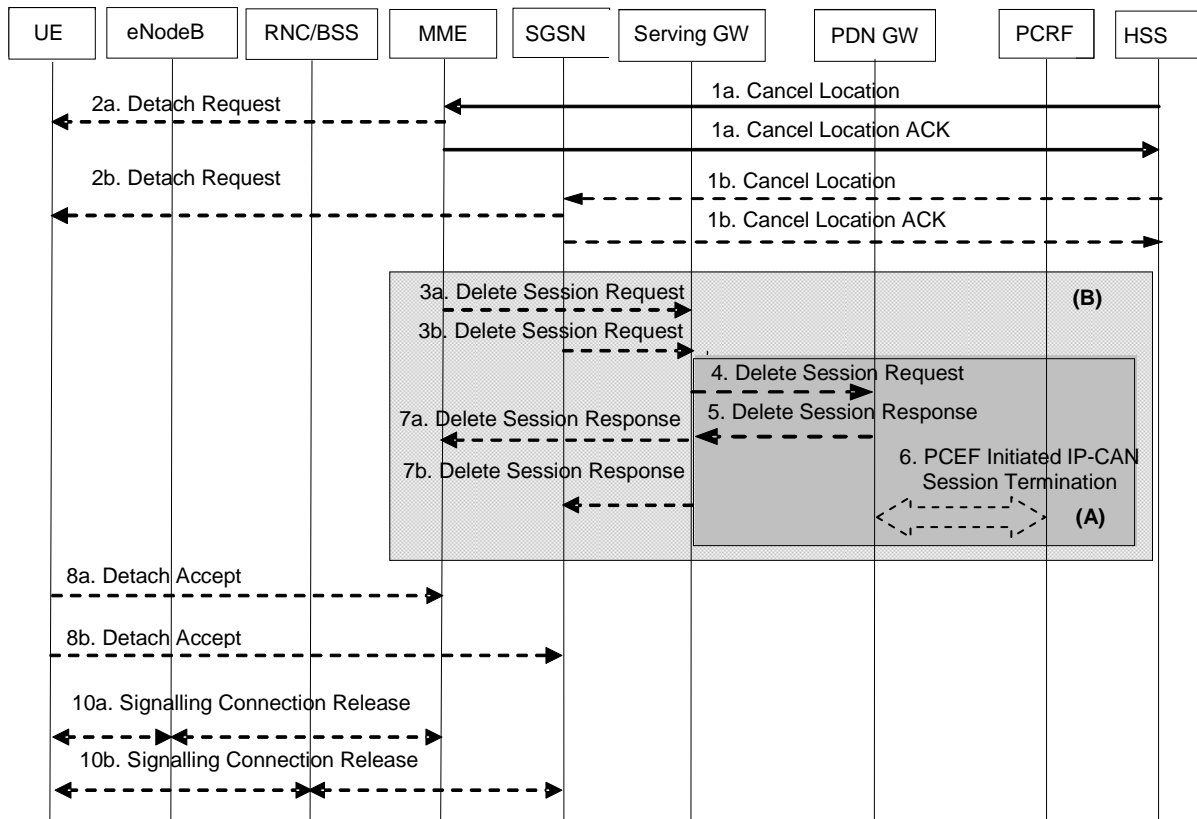 UE
eNodeB
RNC/BSS
MME
SGSN
Serving GW
PDN GW
PCRF
HSS
2a. Detach Request
1a. Cancel Location
1a. Cancel Location ACK
2b. Detach Request
1b. Cancel Location
1b. Cancel Location ACK
3a. Delete Session Request
(B)
3b. Delete Session Request
4. Delete Session Request
7a. Delete Session Response
5. Delete Session Response
7b. Delete Session Response
6. PCEF Initiated IP-CAN
Session Termination
(A)
8a. Detach Accept
8b. Detach Accept
10a. Signalling Connection Release
10b. Signalling Connection Release